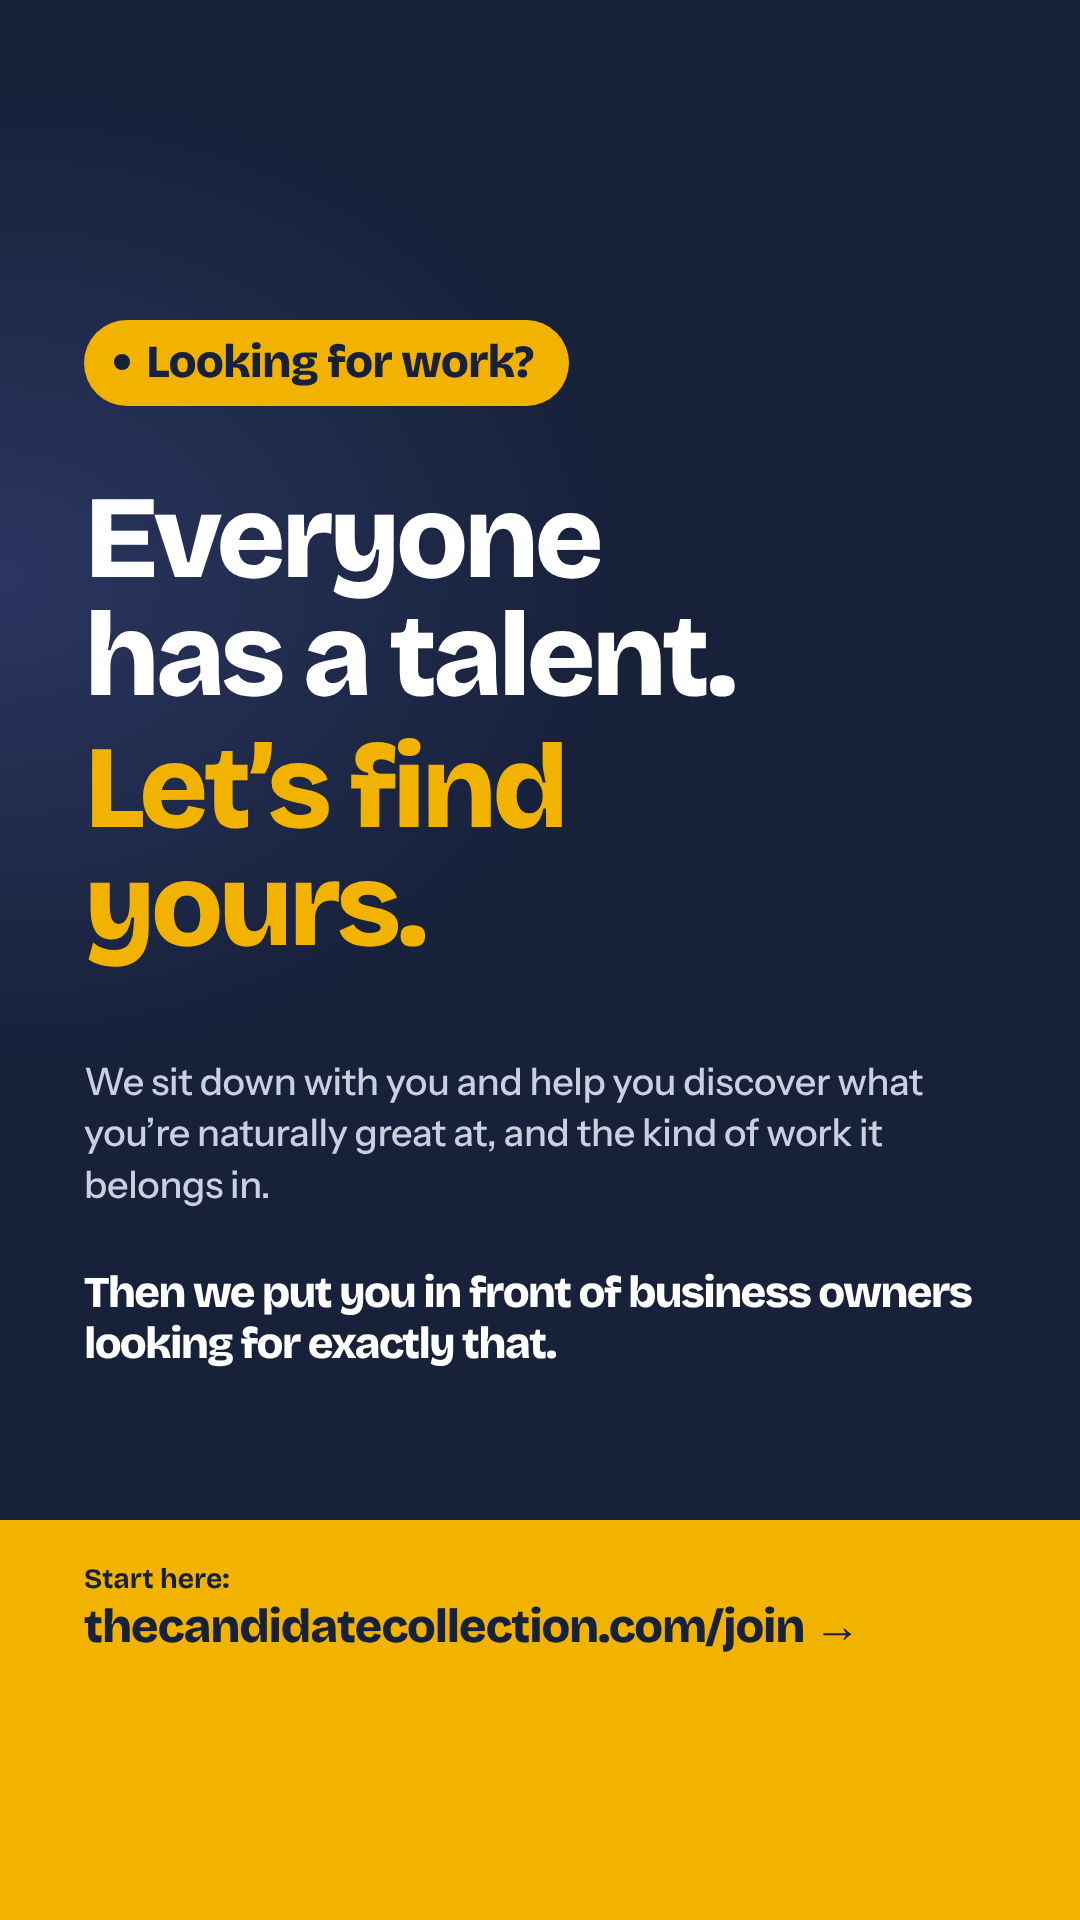 • Looking for work?
Everyone
has a talent.
Let’s find
yours.
We sit down with you and help you discover what
you’re naturally great at, and the kind of work it
belongs in.
Then we put you in front of business owners
looking for exactly that.
Start here:
thecandidatecollection.com/join →